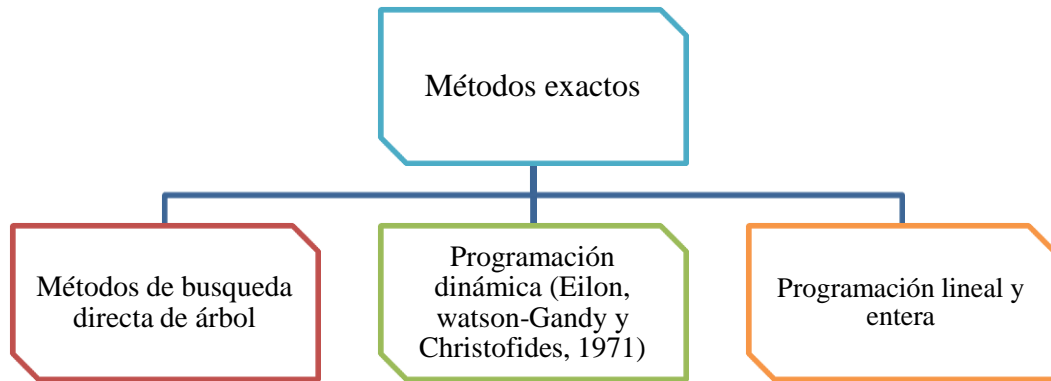 Métodos exactos
Métodos de busqueda
directa de árbol
Programación
dinámica (Eilon,
watson-Gandy y
Christofides, 1971)
Programación lineal y
entera